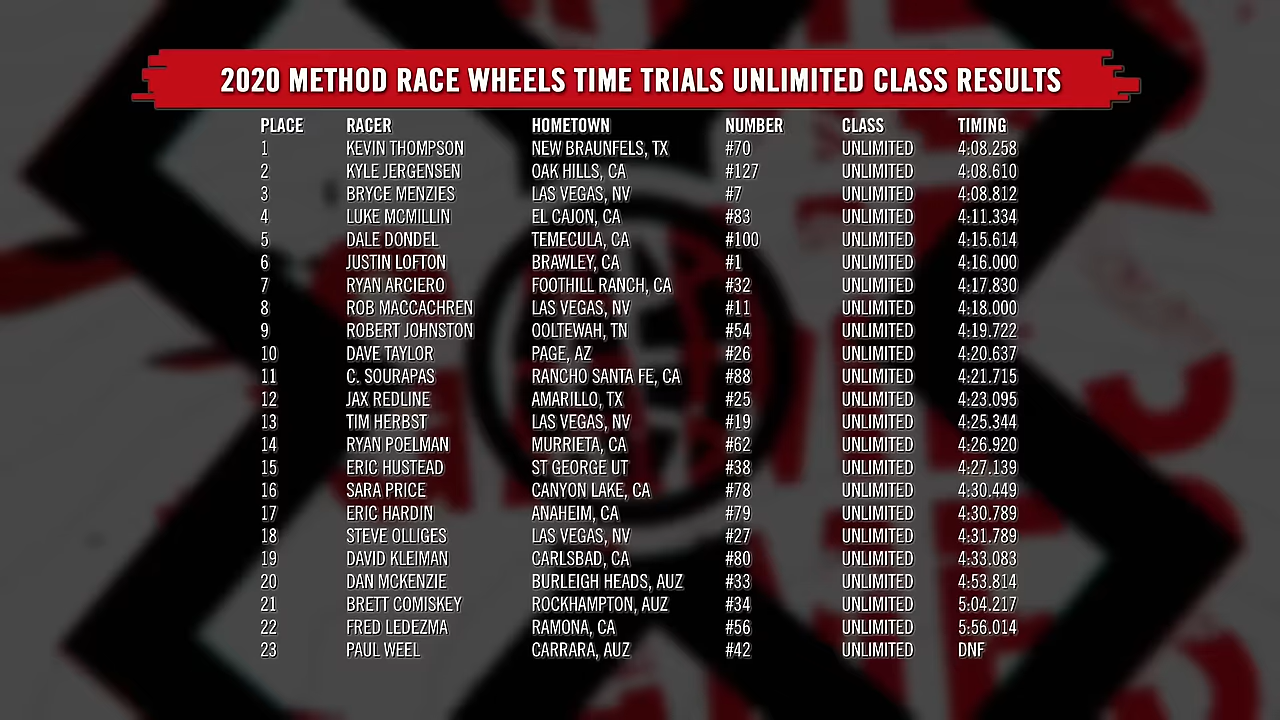 2020 METHOD RACE WHEELS TIME TRIALS UNLIMITED CLASS RESULTS
PLACE RACER HOMETOWN NUMBER CLASS TIMING
1 KEVIN THOMPSON NEW BRAUNFELS, TX #70 UNLIMITED 4:08.258
2 KYLE JERGENSEN OAK HILLS, CA #127 UNLIMITED 4:08.610
3 BRYCE MENZIES LAS VEGAS, NV #7 UNLIMITED 4:08.812
4 LUKE MCMILLIN EL CAJON, CA #83 UNLIMITED 4:11.334
5 DALE DONDEL TEMECULA, CA #100 UNLIMITED 4:15.614
6 JUSTIN LOFTON BRAWLEY, CA #1 UNLIMITED 4:16.000
7 RYAN ARCIERO FOOTHILL RANCH, CA #32 UNLIMITED 4:17.830
8 ROB MACCACHREN LAS VEGAS, NV #11 UNLIMITED 4:18.000
9 ROBERT JOHNSTON OOLTEWAH, TN #54 UNLIMITED 4:19.722
10 DAVE TAYLOR PAGE, AZ #26 UNLIMITED 4:20.637
11 C. SOURAPAS RANCHO SANTA FE, CA #88 UNLIMITED 4:21.715
12 JAX REDLINE AMARILLO, TX #25 UNLIMITED 4:23.095
13 TIM HERBST LAS VEGAS, NV #19 UNLIMITED 4:25.344
14 RYAN POELMAN MURRIETA, CA #62 UNLIMITED 4:26.920
15 ERIC HUSTEAD ST GEORGE UT #38 UNLIMITED 4:27.139
16 SARA PRICE CANYON LAKE, CA #78 UNLIMITED 4:30.449
17 ERIC HARDIN ANAHEIM, CA #79 UNLIMITED 4:30.789
18 STEVE OLLIGES LAS VEGAS, NV #27 UNLIMITED 4:31.789
19 DAVID KLEIMAN CARLSBAD, CA #80 UNLIMITED 4:33.083
20 DAN MCKENZIE BURLEIGH HEADS, AUZ #33 UNLIMITED 4:53.814
21 BRETT COMISKEY ROCKHAMPTON, AUZ #34 UNLIMITED 5:04.217
22 FRED LEDEZMA RAMONA, CA #56 UNLIMITED 5:56.014
23 PAUL WEEL CARRARA, AUZ #42 UNLIMITED DNF